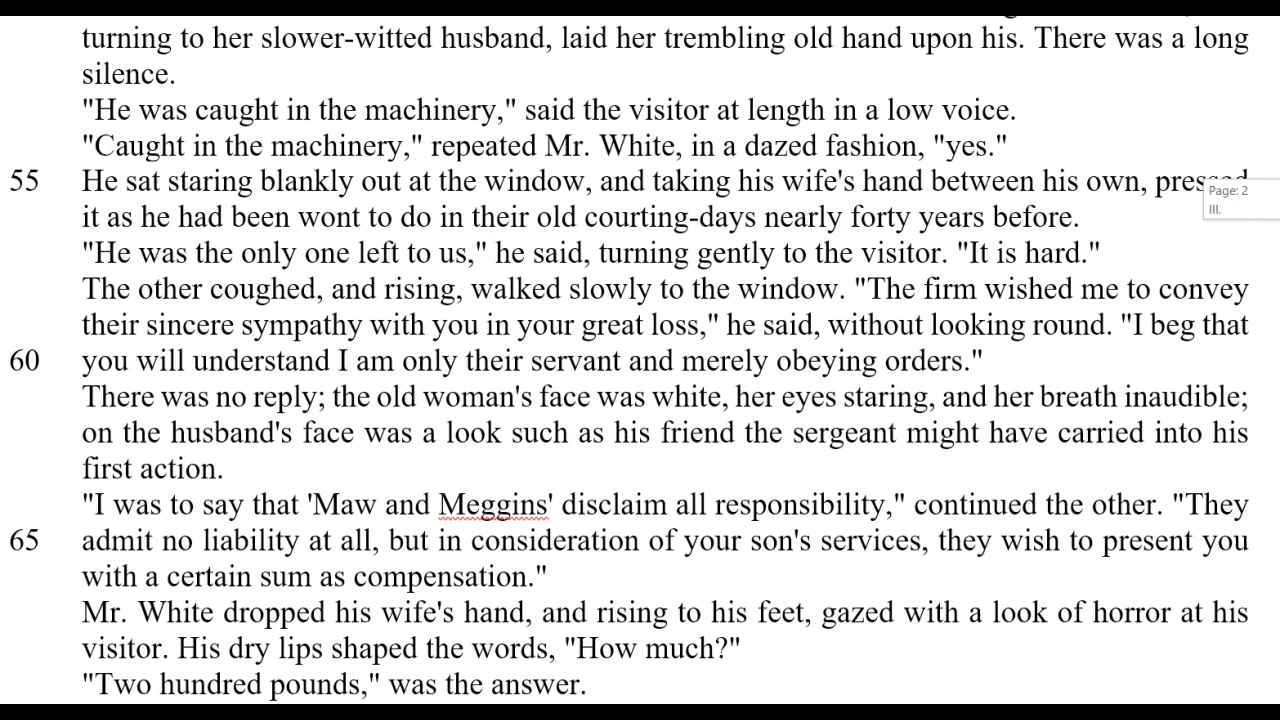 turning to her slower-witted husband, laid her trembling old hand upon his. There was a long
silence.
"He was caught in the machinery," said the visitor at length in a low voice.
"Caught in the machinery," repeated Mr. White, in a dazed fashion, "yes."
55 He sat staring blankly out at the window, and taking his wife's hand between his own, pressed
it as he had been wont to do in their old courting-days nearly forty years before.
Page: 2
III.
"He was the only one left to us," he said, turning gently to the visitor. "It is hard."
The other coughed, and rising, walked slowly to the window. "The firm wished me to convey
their sincere sympathy with you in your great loss," he said, without looking round. "I beg that
60 you will understand I am only their servant and merely obeying orders."
There was no reply; the old woman's face was white, her eyes staring, and her breath inaudible;
on the husband's face was a look such as his friend the sergeant might have carried into his
first action.
"I was to say that 'Maw and Meggins' disclaim all responsibility," continued the other. "They
65 admit no liability at all, but in consideration of your son's services, they wish to present you
with a certain sum as compensation."
Mr. White dropped his wife's hand, and rising to his feet, gazed with a look of horror at his
visitor. His dry lips shaped the words, "How much?"
"Two hundred pounds," was the answer.